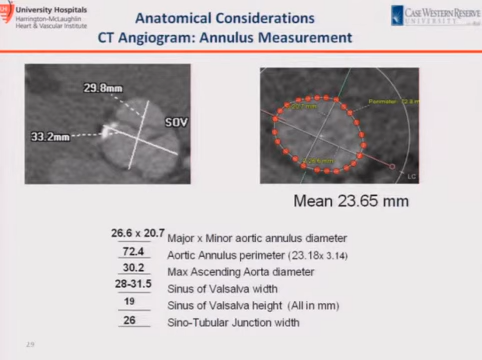 University Hospitals
Harrington-McLaughlin
Heart & Vascular Institute
Anatomical Considerations
CT Angiogram: Annulus Measurement
CASE WESTERN RESERVE
UNIVERSITY
29.8mm
SOV
33.2mm
Perimeter
LC
Mean 23.65 mm
26.6 x 20.7 Major x Minor aortic annulus diameter
72.4 Aortic Annulus perimeter (23.18x 3.14)
30.2 Max Ascending Aorta diameter
28-31.5 Sinus of Valsalva width
19 Sinus of Valsalva height (All in mm)
26 Sino-Tubular Junction width